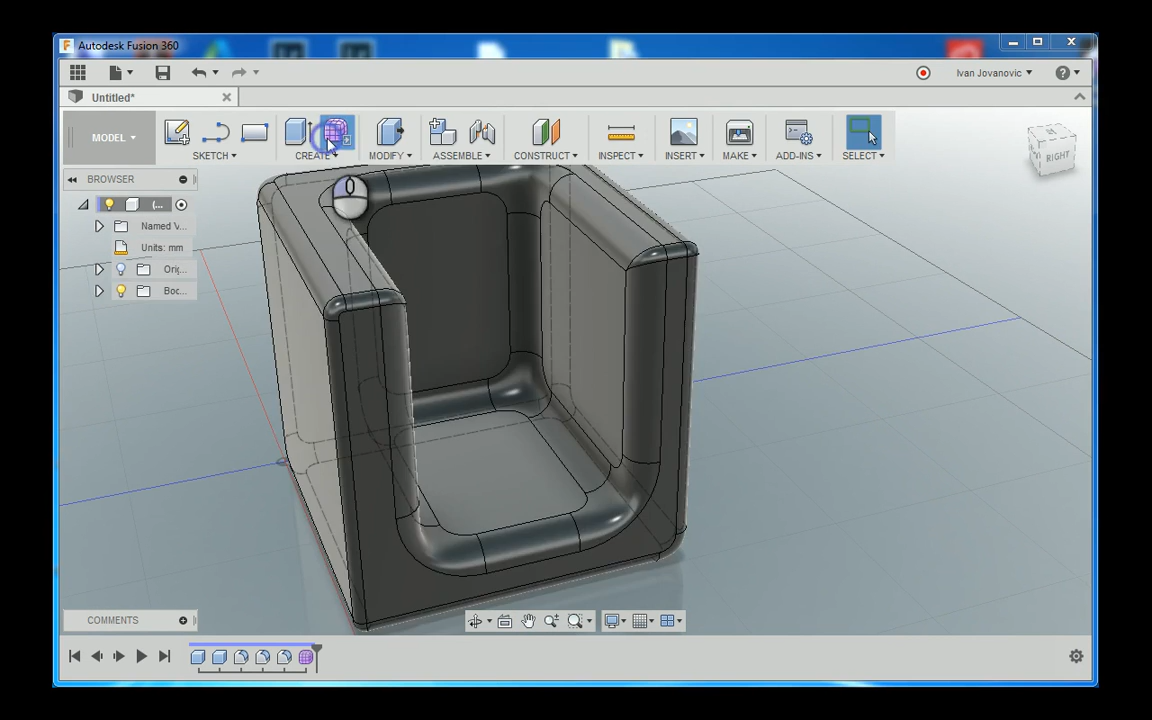 Autodesk Fusion 360
Ivan Jovanovic
Untitled*
MODEL
SKETCH
CREATE
MODIFY
ASSEMBLE
CONSTRUCT
INSPECT
INSERT
MAKE
ADD-INS
SELECT
BROWSER
RIGHT
(...
Named V...
Units: mm
Orig...
Boc...
COMMENTS